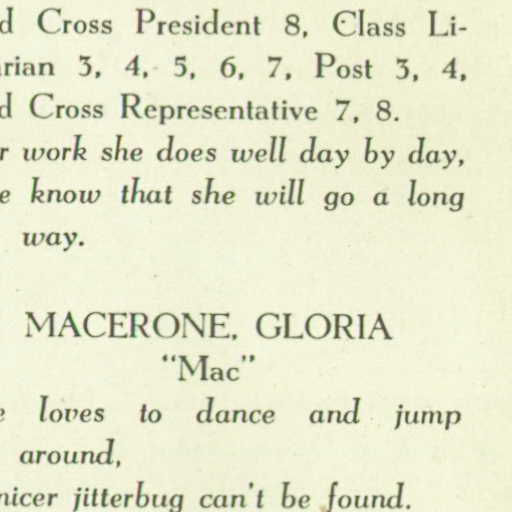 d Cross President 8, Class Li-
rian 3, 4, 5, 6, 7, Post 3, 4,
d Cross Representative 7, 8.
r work she does well day by day,
e know that she will go a long
way.
MACERONE, GLORIA
"Mac"
e loves to dance and jump
around,
nicer jitterbug can't be found.